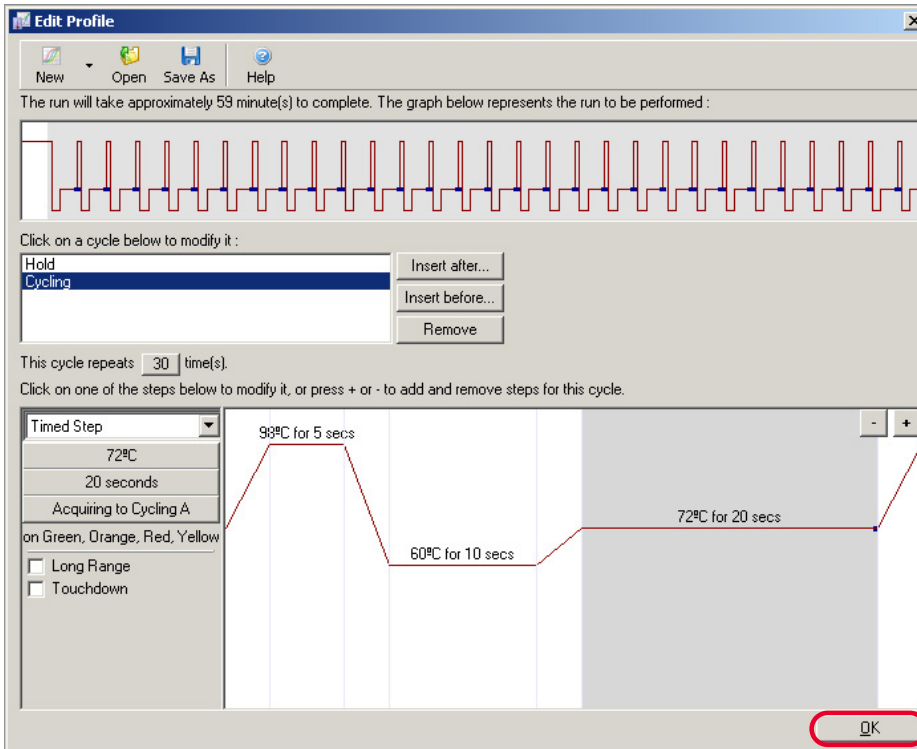 Edit Profile
New Open Save As Help
The run will take approximately 59 minute(s) to complete. The graph below represents the run to be performed :
Click on a cycle below to modify it :
Hold
Cycling
Insert after...
Insert before...
Remove
This cycle repeats 30 time(s).
Click on one of the steps below to modify it, or press + or - to add and remove steps for this cycle.
Timed Step
72ºC
20 seconds
Acquiring to Cycling A
on Green, Orange, Red, Yellow
Long Range
Touchdown
98ºC for 5 secs
60ºC for 10 secs
72ºC for 20 secs
- +
OK